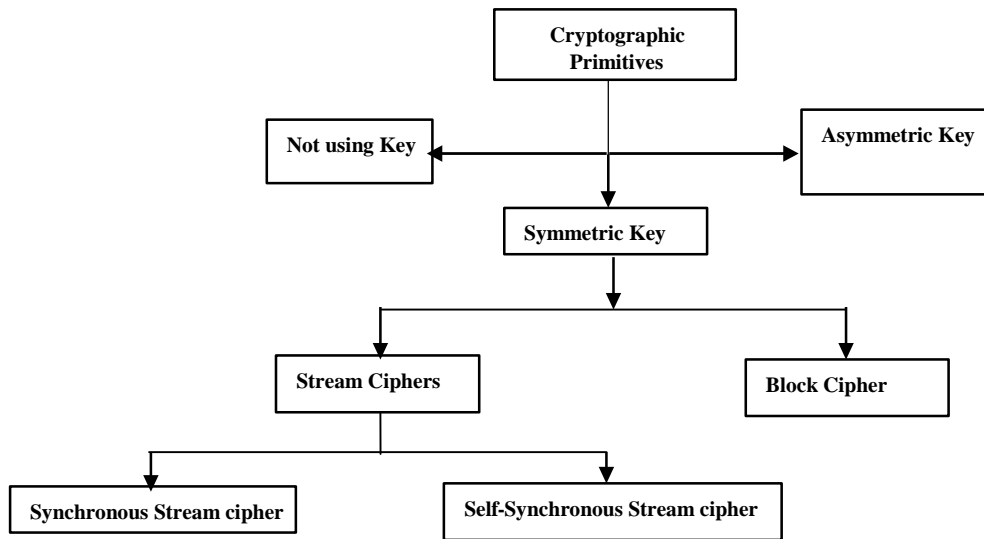 Cryptographic
Primitives
Not using Key
Asymmetric Key
Symmetric Key
Stream Ciphers
Block Cipher
Synchronous Stream cipher
Self-Synchronous Stream cipher